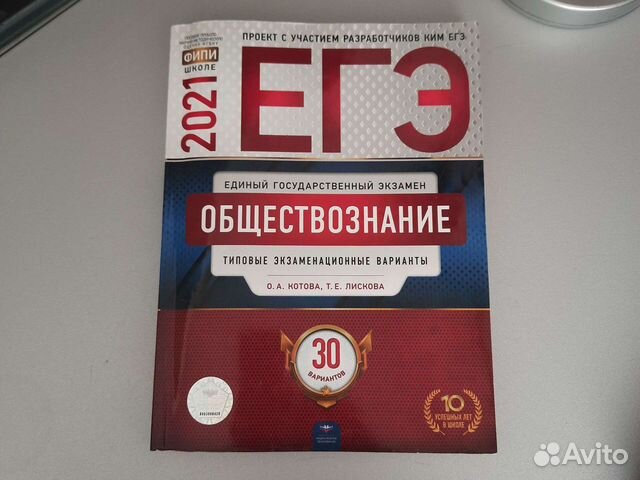 ПРОЕКТ С УЧАСТИЕМ РАЗРАБОТЧИКОВ КИМ ЕГЭ
ФИПИ
ШКОЛЕ
2021
ЕГЭ
ЕДИНЫЙ ГОСУДАРСТВЕННЫЙ ЭКЗАМЕН
ОБЩЕСТВОЗНАНИЕ
ТИПОВЫЕ ЭКЗАМЕНАЦИОННЫЕ ВАРИАНТЫ
О. А. КОТОВА, Т. Е. ЛИСКОВА
30
ВАРИАНТОВ
10
УСПЕШНЫХ ЛЕТ
В ШКОЛЕ
Avito